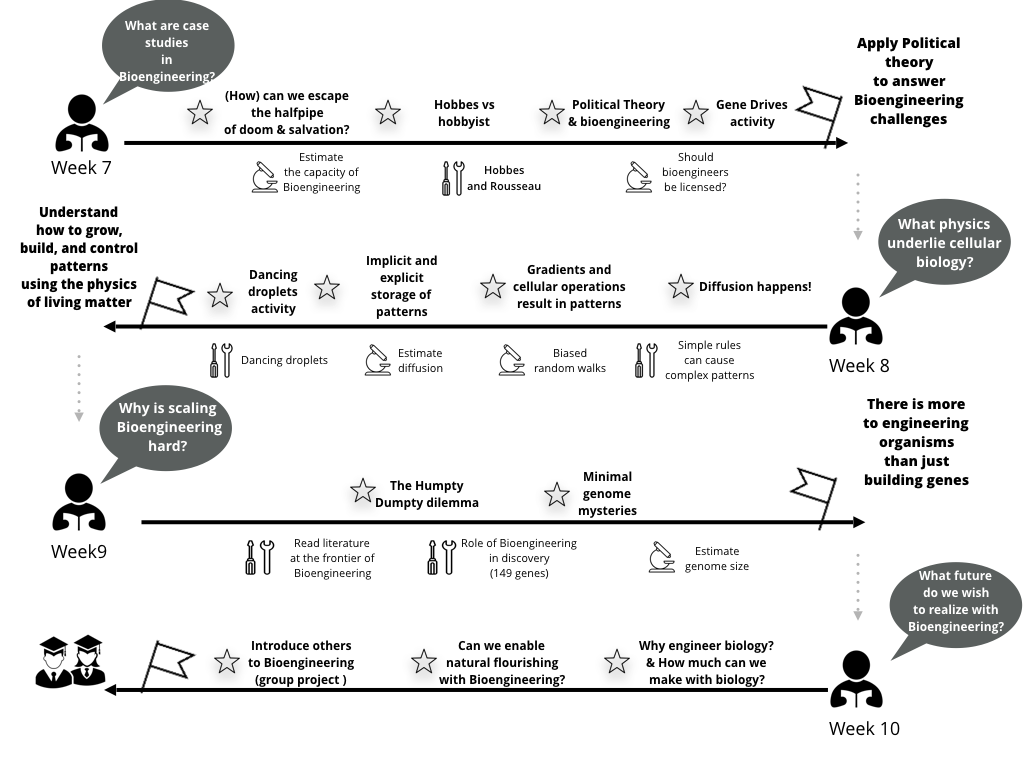 What are case
studies
in
Bioengineering?
Week 7
(How) can we escape
the halfpipe
of doom & salvation?
Hobbes vs
hobbyist
Political Theory
& bioengineering
Gene Drives
activity
Apply Political
theory
to answer
Bioengineering
challenges
Estimate
the capacity of
Bioengineering
Hobbes
and Rousseau
Should
bioengineers
be licensed?
What physics
underlie cellular
biology?
Week 8
Understand
how to grow,
build, and control
patterns
using the physics
of living matter
Dancing
droplets
activity
Implicit and
explicit
storage of
patterns
Gradients and
cellular operations
result in patterns
Diffusion happens!
Dancing droplets
Estimate
diffusion
Biased
random walks
Simple rules
can cause
complex patterns
Why is scaling
Bioengineering
hard?
Week9
The Humpty
Dumpty dilemma
Minimal
genome
mysteries
There is more
to engineering
organisms
than just
building genes
Read literature
at the frontier of
Bioengineering
Role of Bioengineering
in discovery
(149 genes)
Estimate
genome size
What future
do we wish
to realize with
Bioengineering?
Week 10
Introduce others
to Bioengineering
(group project )
Can we enable
natural flourishing
with Bioengineering?
Why engineer biology?
& How much can we
make with biology?